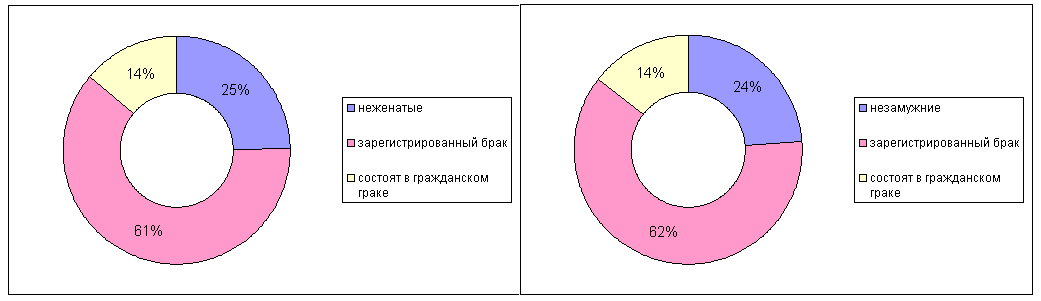 14%
25%
61%
неженатые
зарегистрированный брак
состоят в гражданском
граке
14%
24%
62%
незамужние
зарегистрированный брак
состоят в гражданском
граке